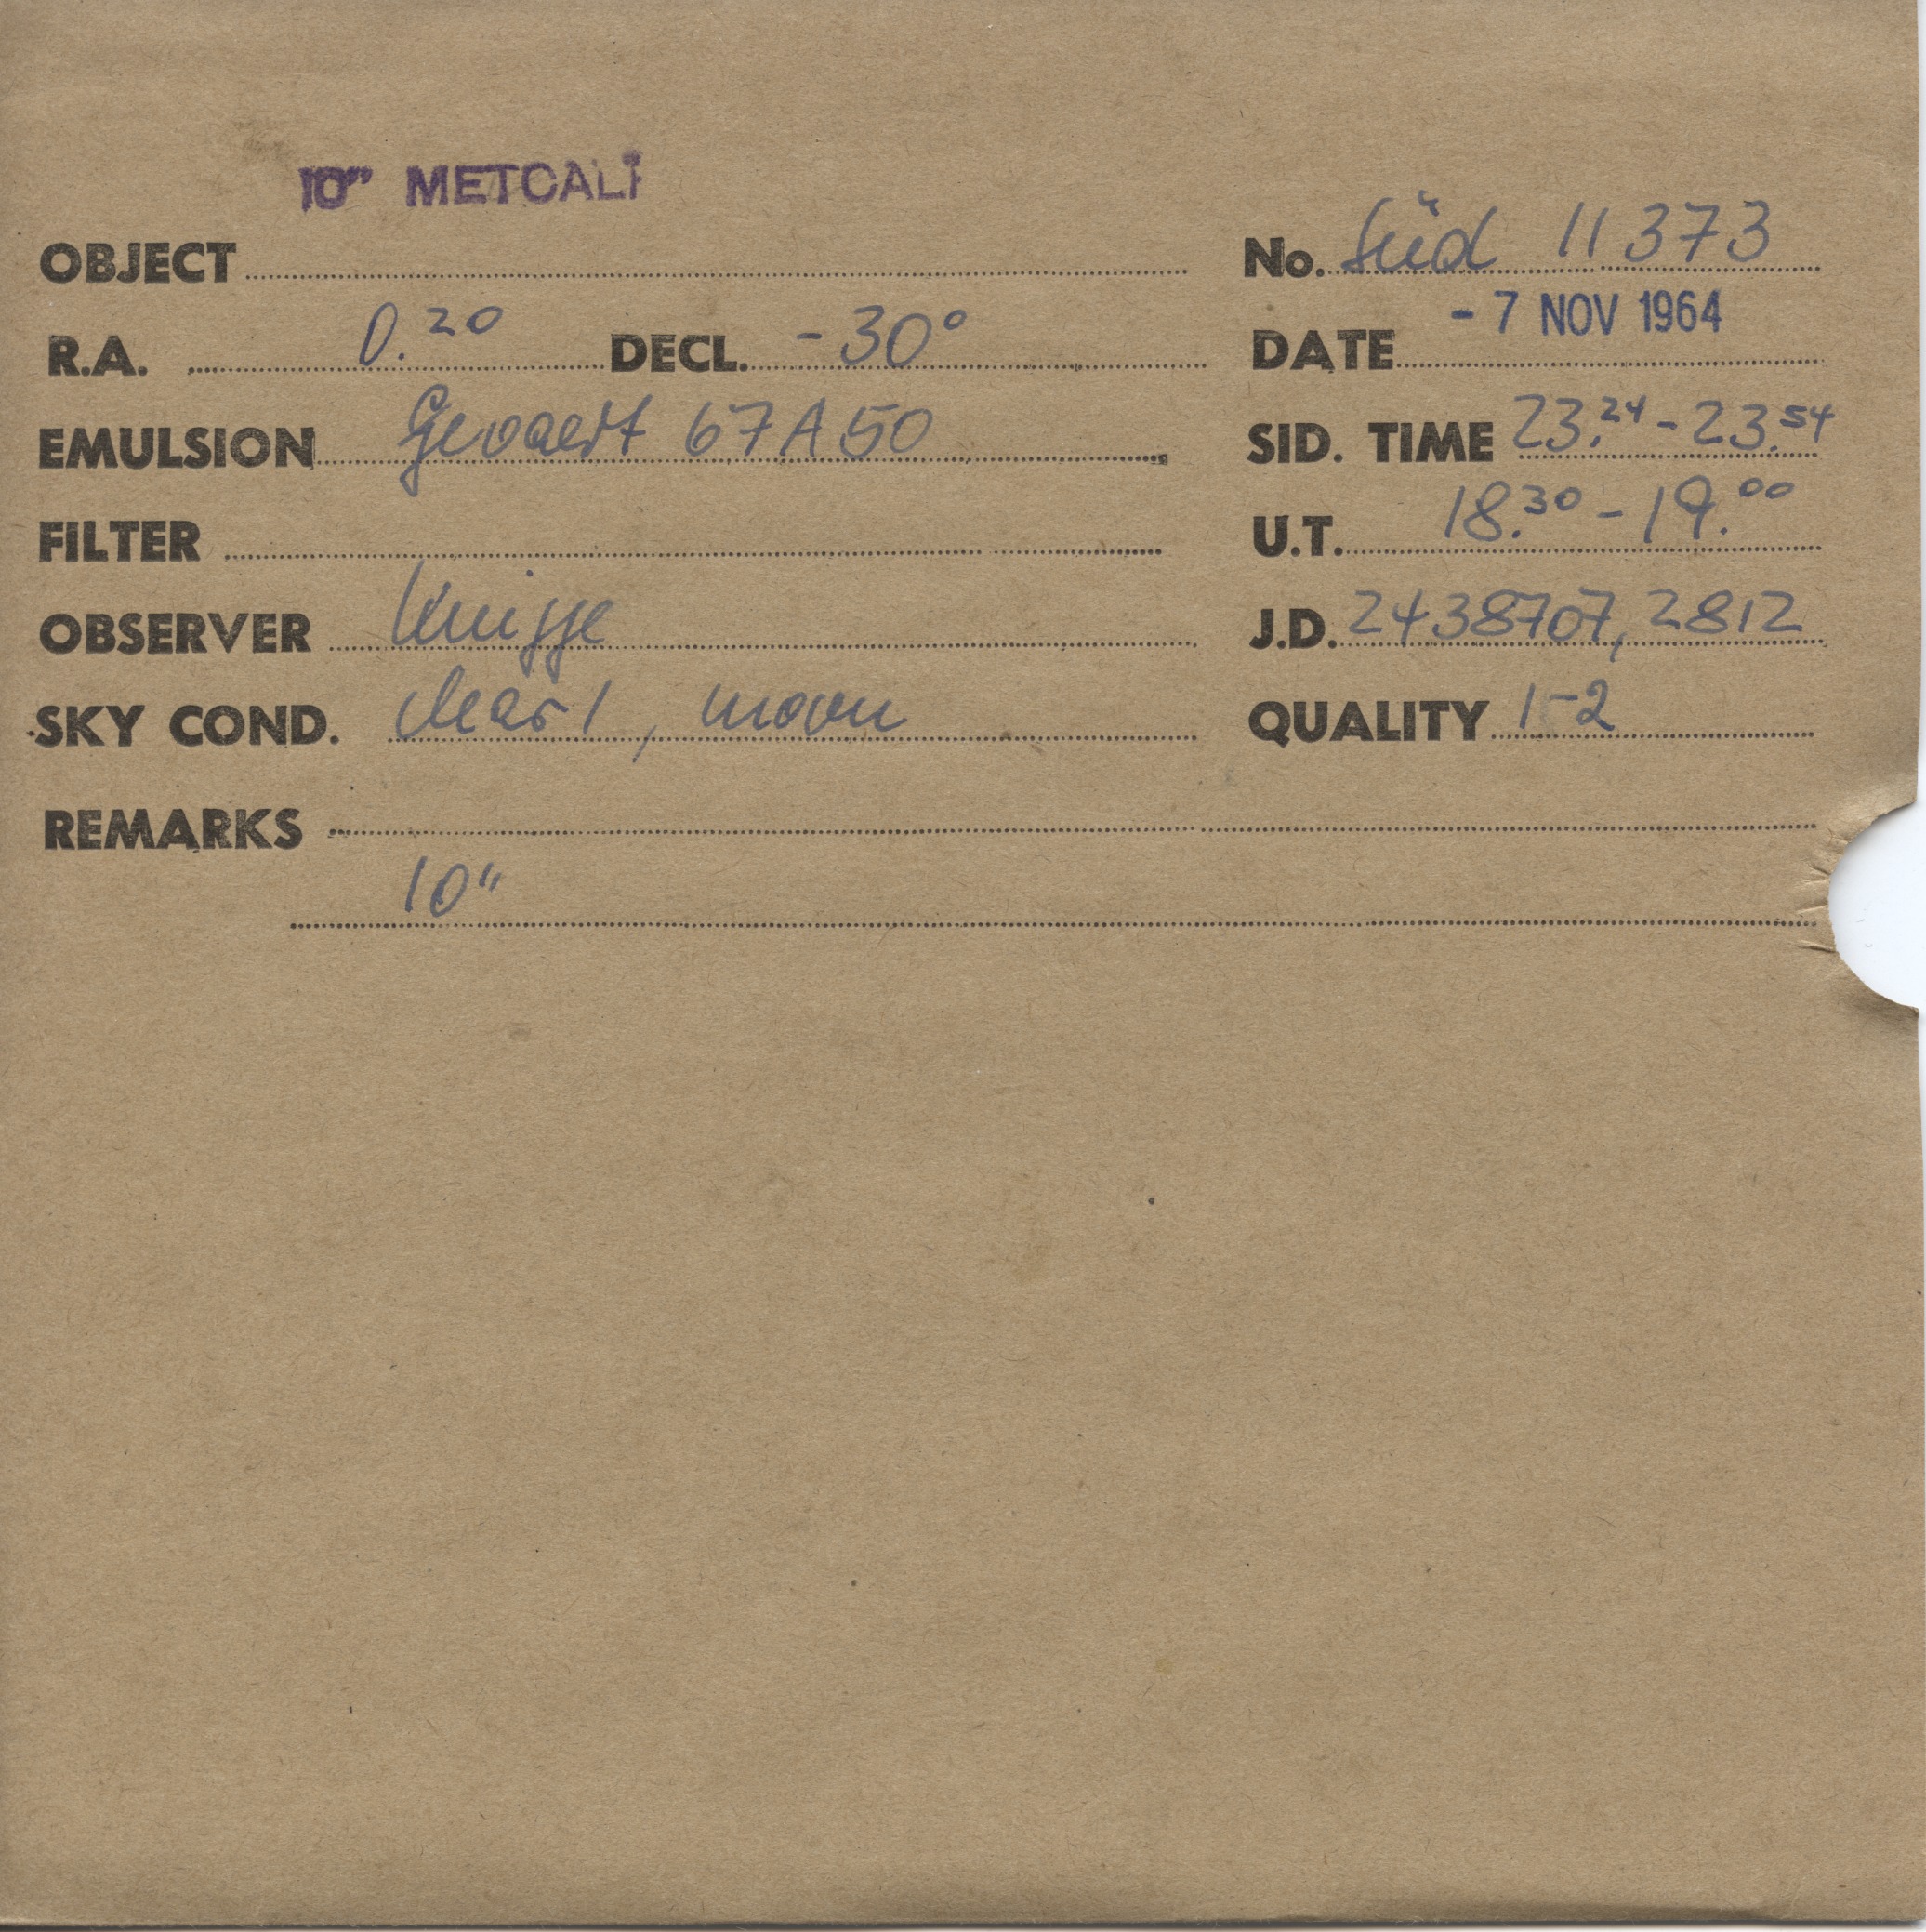 10" METCALF
OBJECT No. Süd 11373
R.A. 0.20 DECL. -30° DATE - 7 NOV 1964
EMULSION Gevaert 67A50 SID. TIME 23.24 - 23.54
FILTER U.T. 18.30 - 19.00
OBSERVER Knigge J.D. 2438707,2812
SKY COND. clear 1, moon QUALITY 1-2
REMARKS
10"